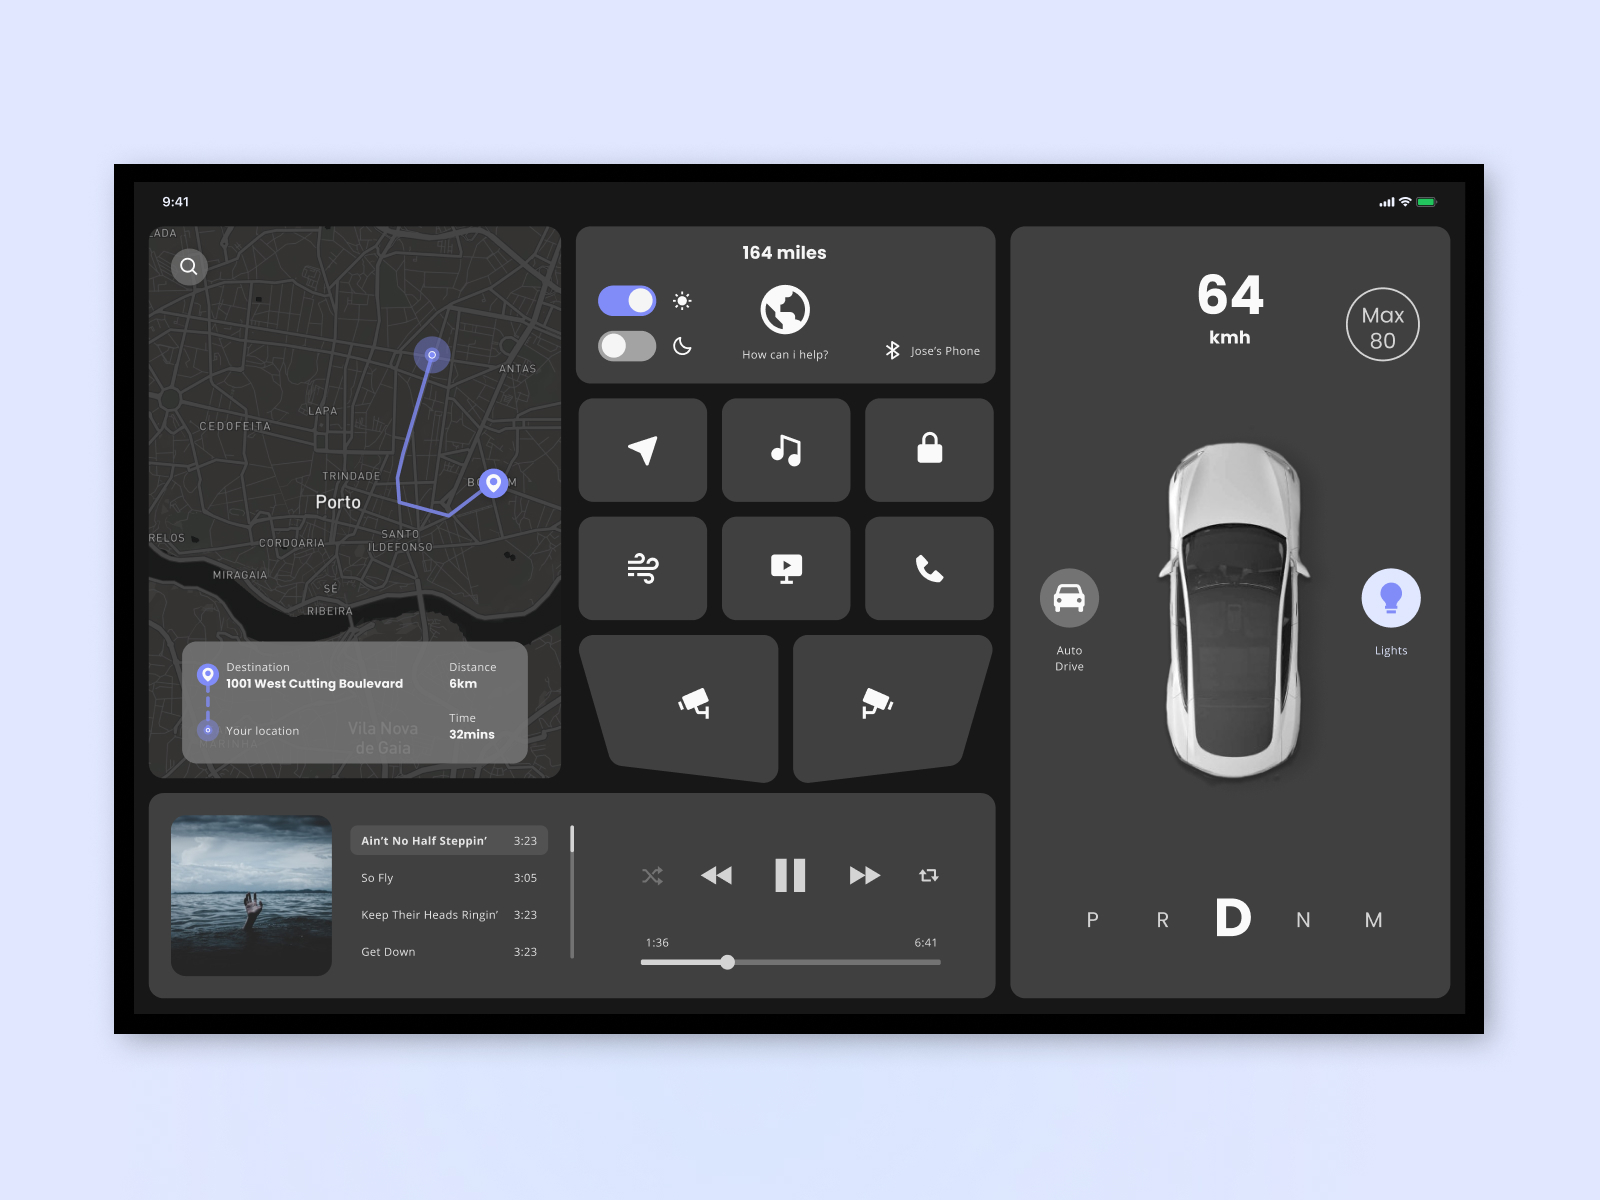 9:41
LADA
ANTAS
LAPA
CEDOFEITA
TRINDADE
Porto
RELOS
CORDOARIA
SANTO
ILDEFONSO
MIRAGAIA
SÉ
RIBEIRA
Destination
1001 West Cutting Boulevard
Distance
6km
Your location
Time
32mins
Vila Nova
de Gaia
MARINHA
164 miles
How can i help?
Jose's Phone
64
kmh
Max
80
Auto
Drive
Lights
P R D N M
Ain't No Half Steppin' 3:23
So Fly 3:05
Keep Their Heads Ringin' 3:23
Get Down 3:23
1:36 6:41